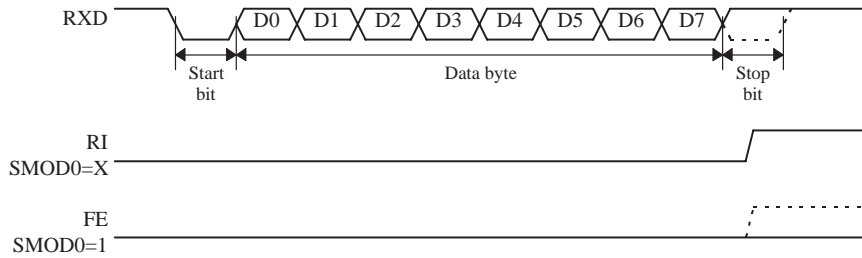 RXD
D0 D1 D2 D3 D4 D5 D6 D7
Start
bit
Data byte
Stop
bit
RI
SMOD0=X
FE
SMOD0=1